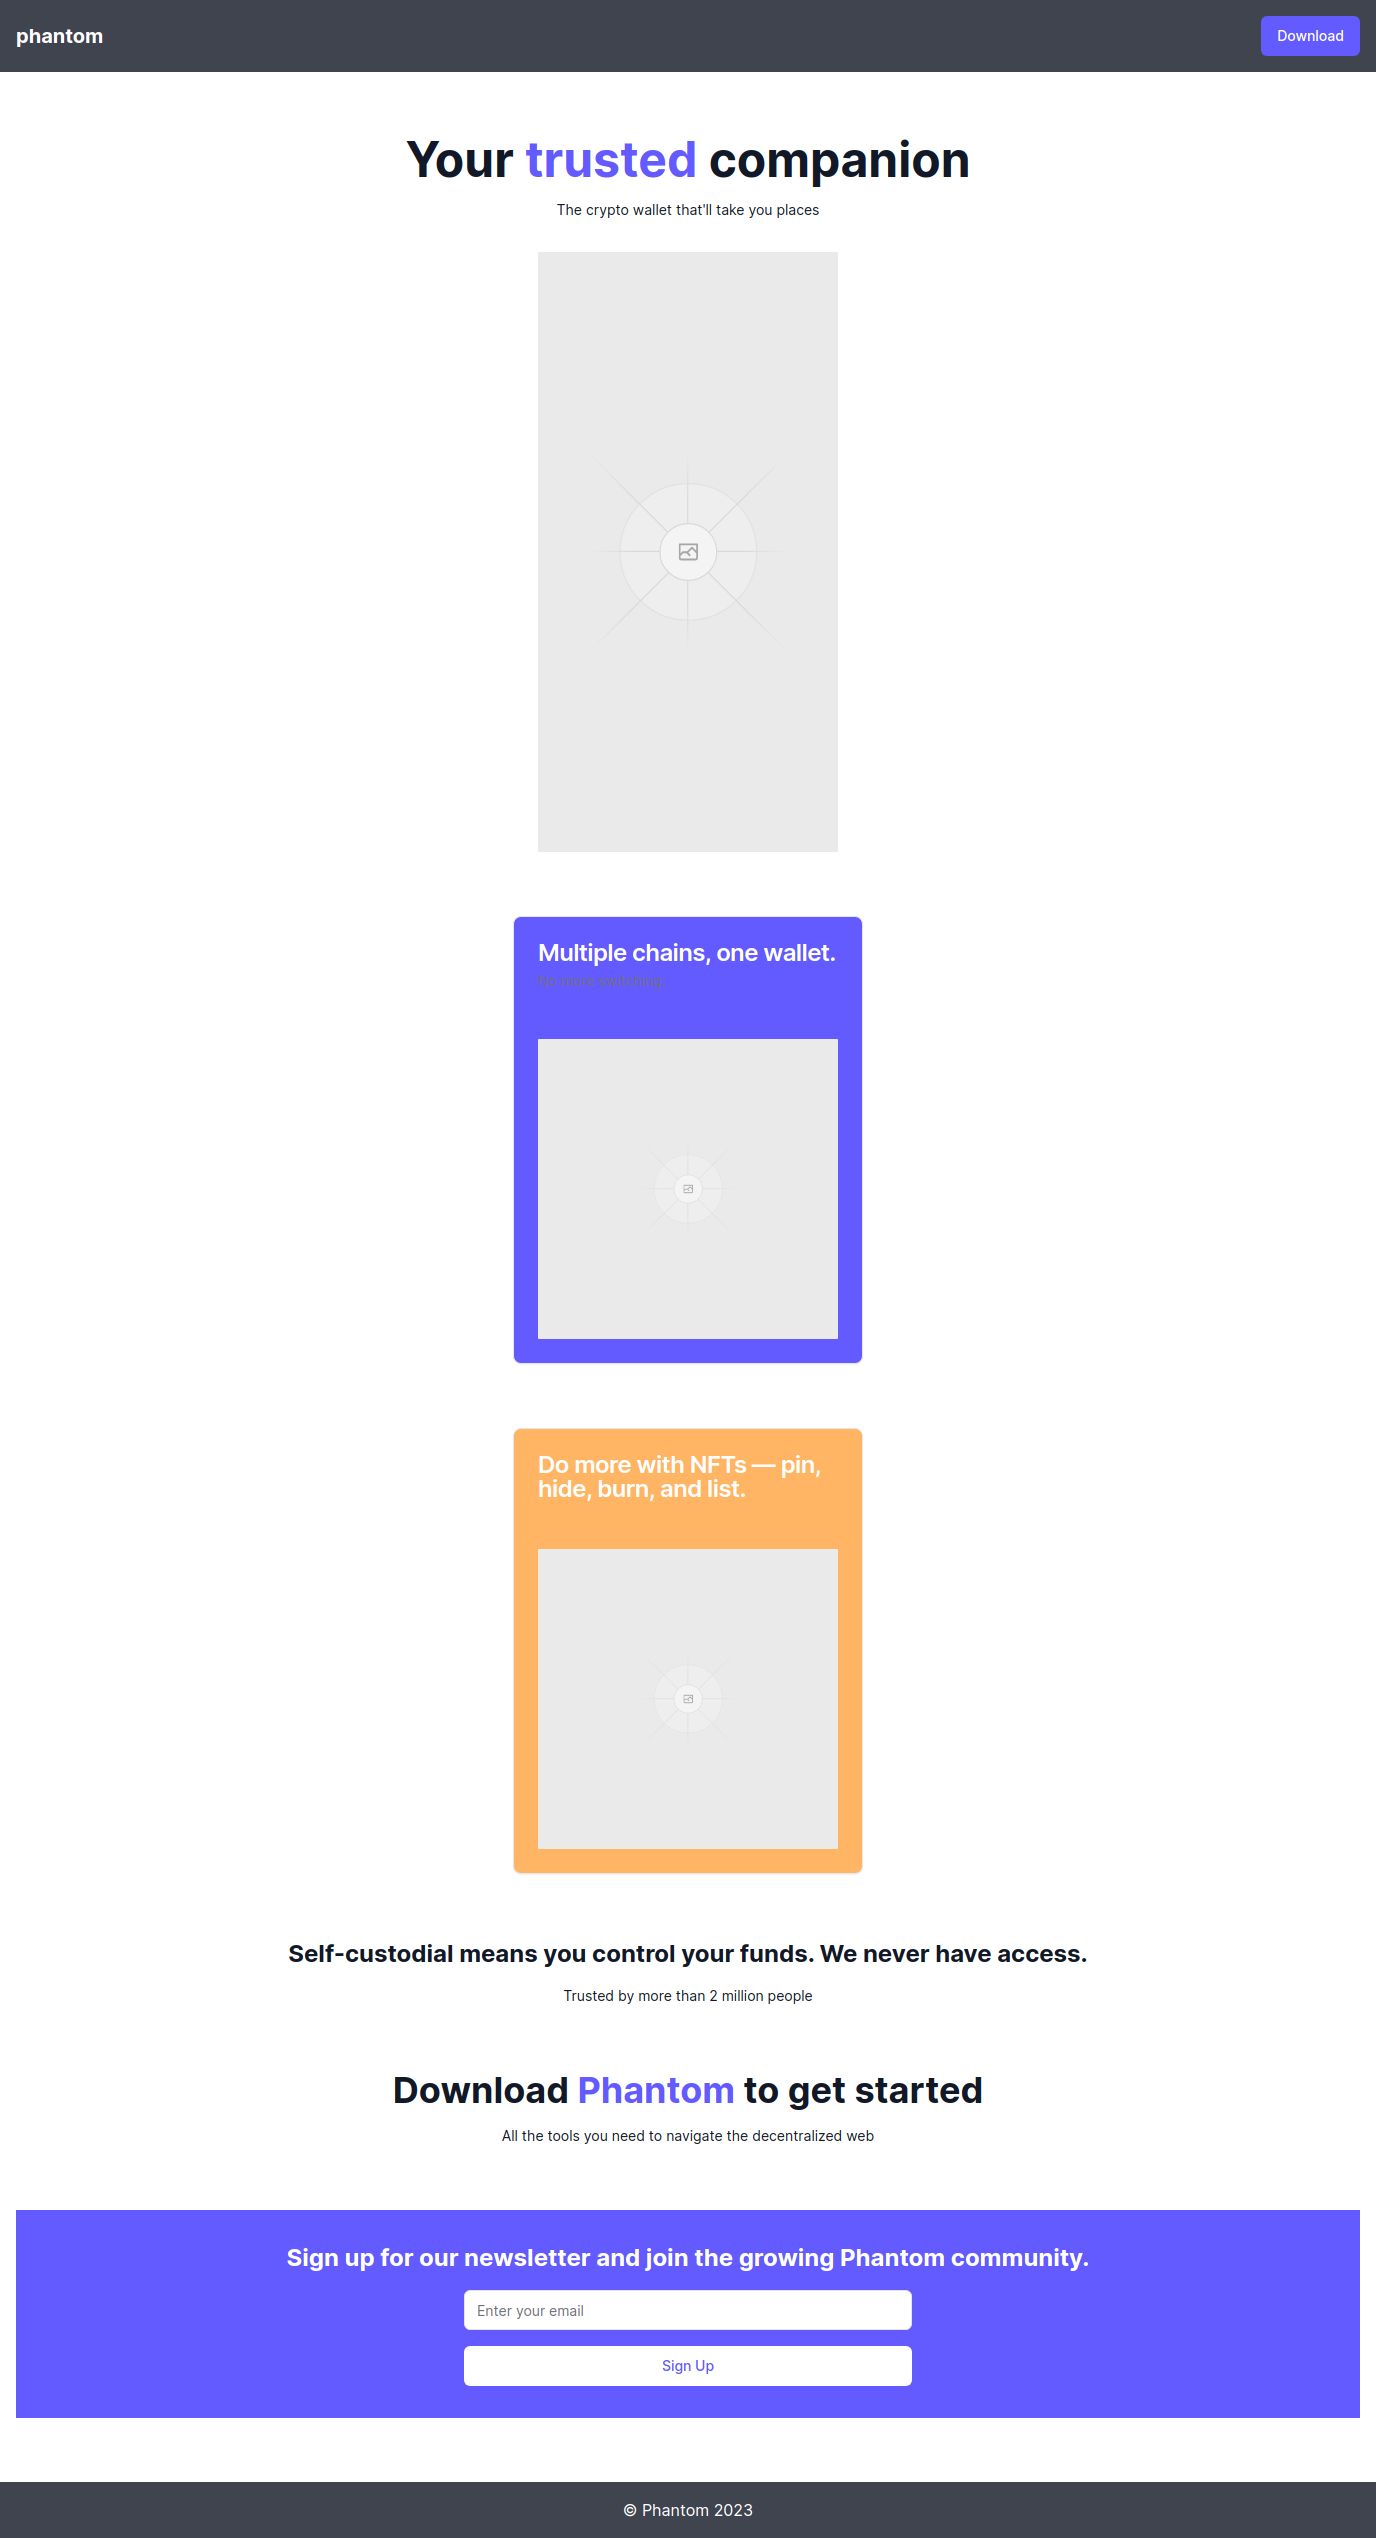 phantom
Download
Your trusted companion
The crypto wallet that'll take you places
Multiple chains, one wallet.
No more switching.
Do more with NFTs — pin,
hide, burn, and list.
Self-custodial means you control your funds. We never have access.
Trusted by more than 2 million people
Download Phantom to get started
All the tools you need to navigate the decentralized web
Sign up for our newsletter and join the growing Phantom community.
Enter your email
Sign Up
© Phantom 2023